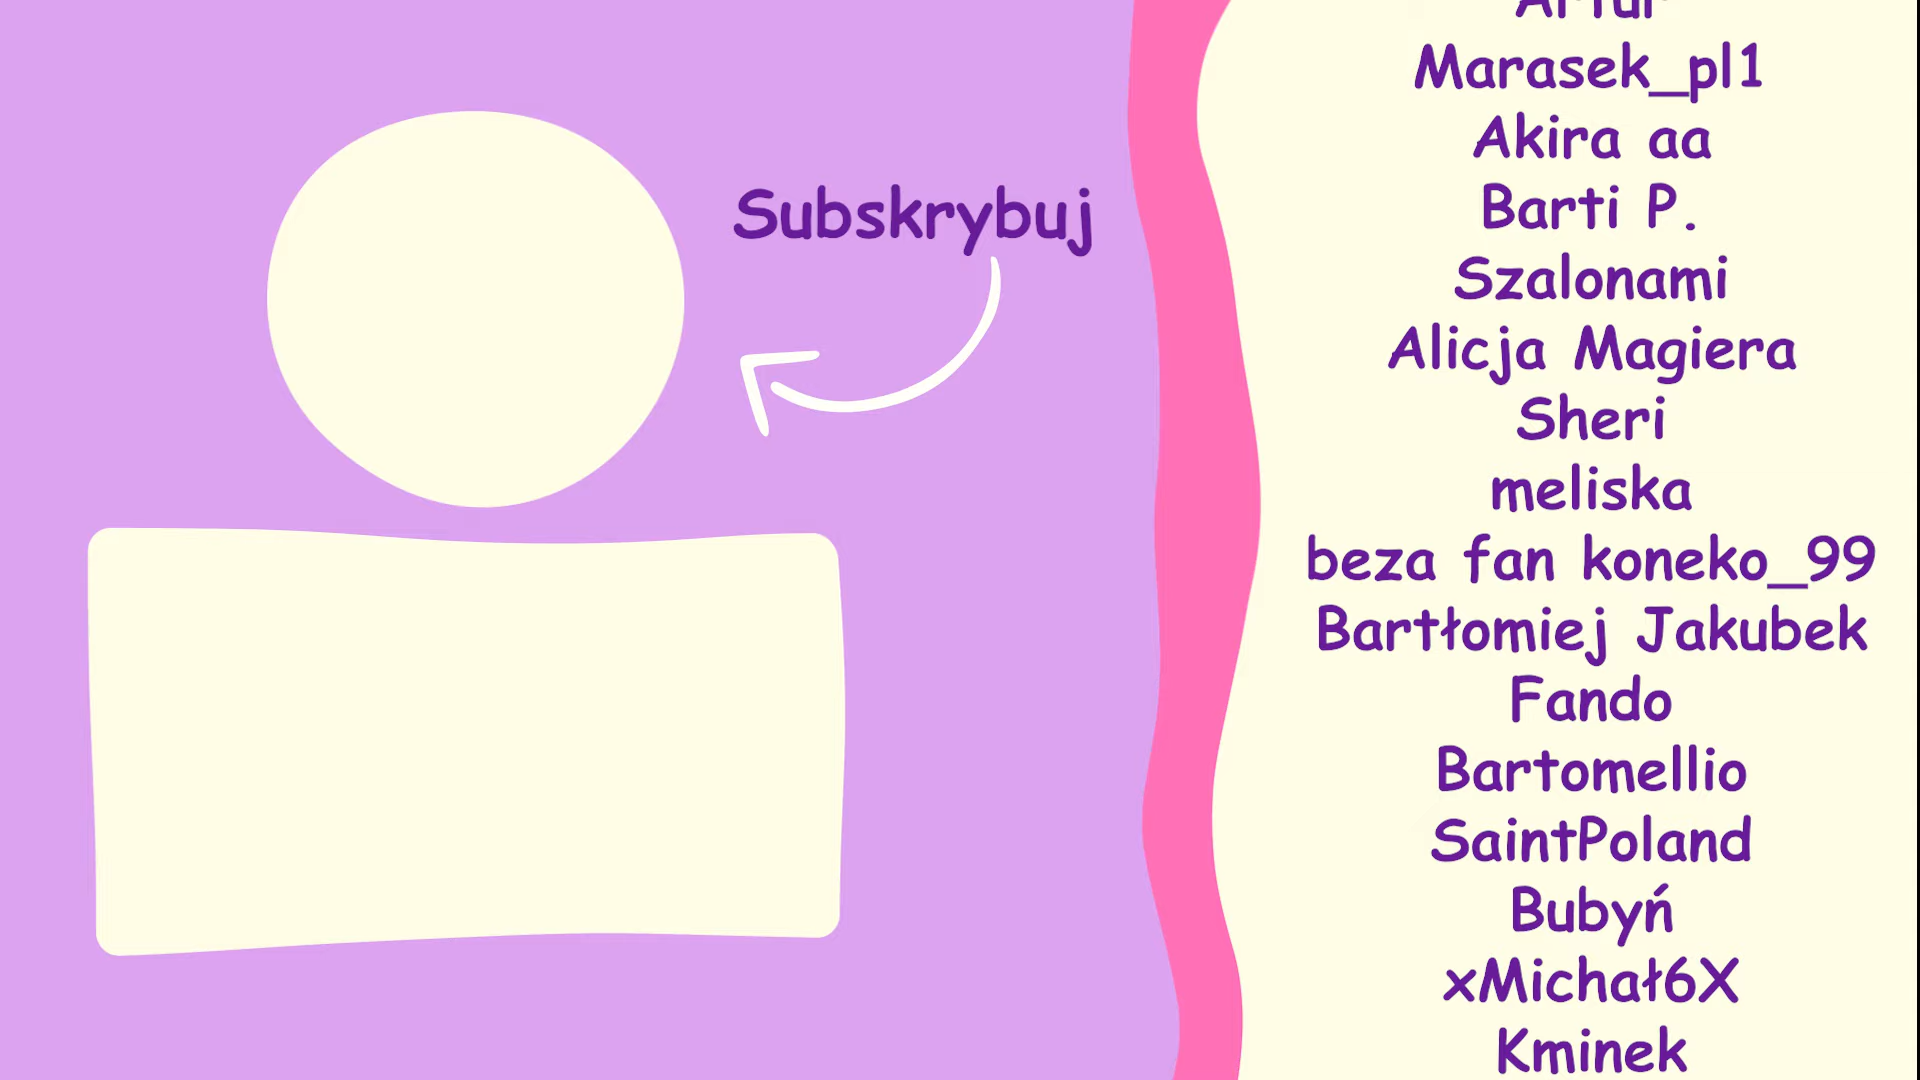 Subskrybuj
Artur
Marasek_pl1
Akira aa
Barti P.
Szalonami
Alicja Magiera
Sheri
meliska
beza fan koneko_99
Bartłomiej Jakubek
Fando
Bartomellio
SaintPoland
Bubyń
xMichał6X
Kminek